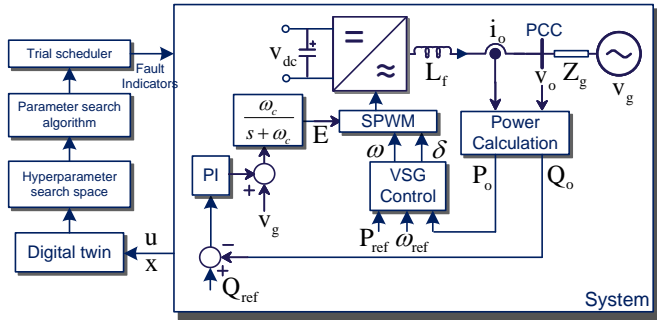 Trial scheduler
Fault
Indicators
Parameter search
algorithm
Hyperparameter
search space
Digital twin
u
x
v_dc
=
≈
L_f
i_o
PCC
v_o
Z_g
v_g
ω_c
s+ω_c
E
SPWM
Power
Calculation
ω
δ
PI
+
+
v_g
VSG
Control
P_o
Q_o
P_ref
ω_ref
−
+
Q_ref
System